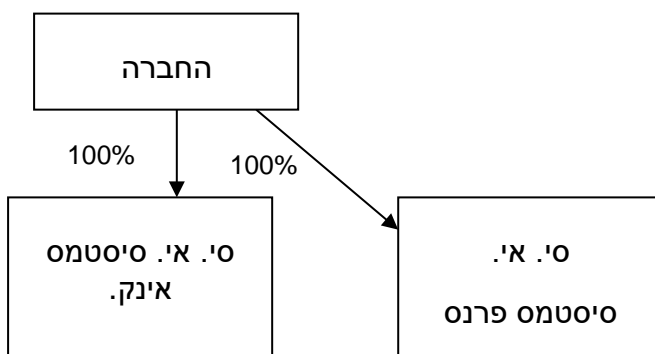 החברה
100%
100%
סי. אי. סיסטמס
אינק.
סי. אי.
סיסטמס פרנס